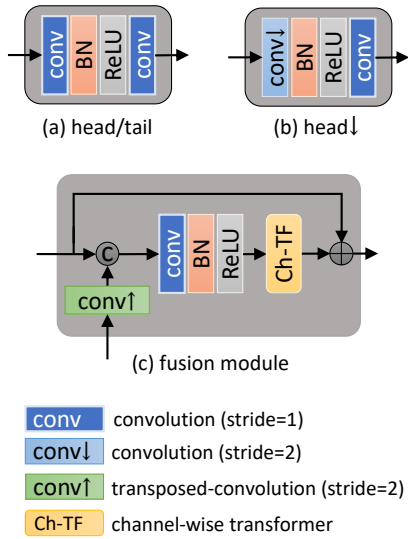 conv BN ReLU conv
conv↓ BN ReLU conv
(a) head/tail
(b) head↓
C
conv BN ReLU Ch-TF
conv↑
(c) fusion module
conv convolution (stride=1)
conv↓ convolution (stride=2)
conv↑ transposed-convolution (stride=2)
Ch-TF channel-wise transformer